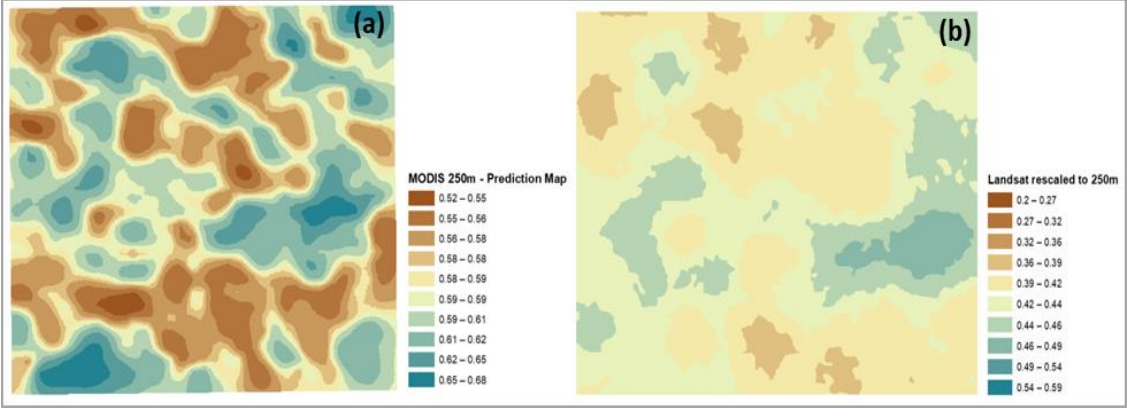 (a)
MODIS 250m - Prediction Map
0.52 – 0.55
0.55 – 0.56
0.56 – 0.58
0.58 – 0.58
0.58 – 0.59
0.59 – 0.59
0.59 – 0.61
0.61 – 0.62
0.62 – 0.65
0.65 – 0.68
(b)
Landsat rescaled to 250m
0.2 – 0.27
0.27 – 0.32
0.32 – 0.36
0.36 – 0.39
0.39 – 0.42
0.42 – 0.44
0.44 – 0.46
0.46 – 0.49
0.49 – 0.54
0.54 – 0.59